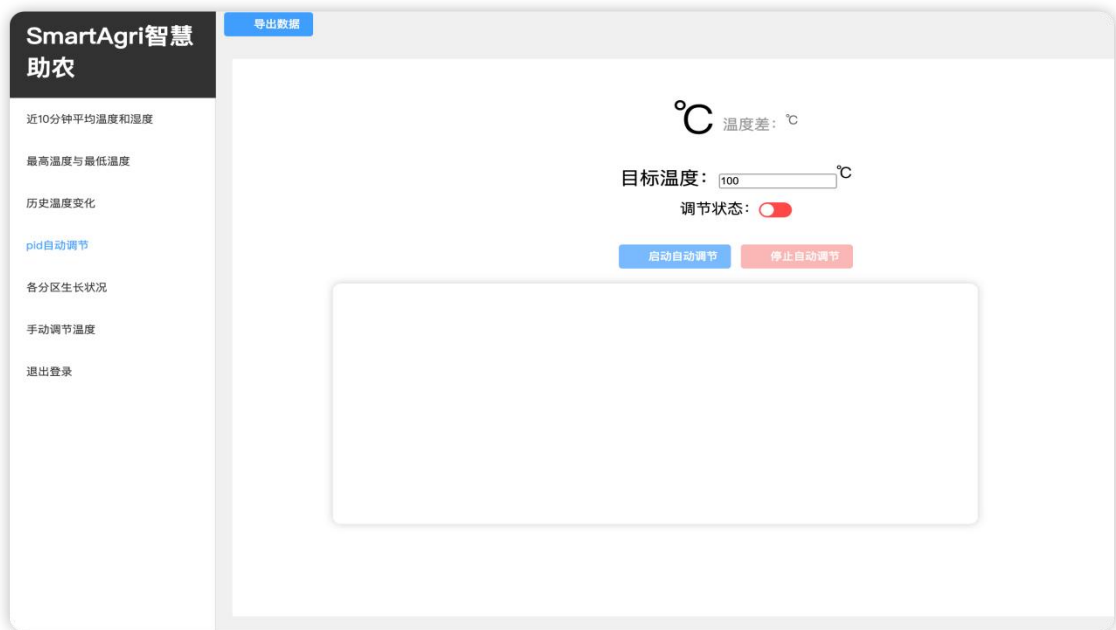 SmartAgri智慧
助农
导出数据
近10分钟平均温度和湿度
最高温度与最低温度
历史温度变化
pid自动调节
各分区生长状况
手动调节温度
退出登录
℃ 温度差: ℃
目标温度: 100 ℃
调节状态:
启动自动调节 停止自动调节